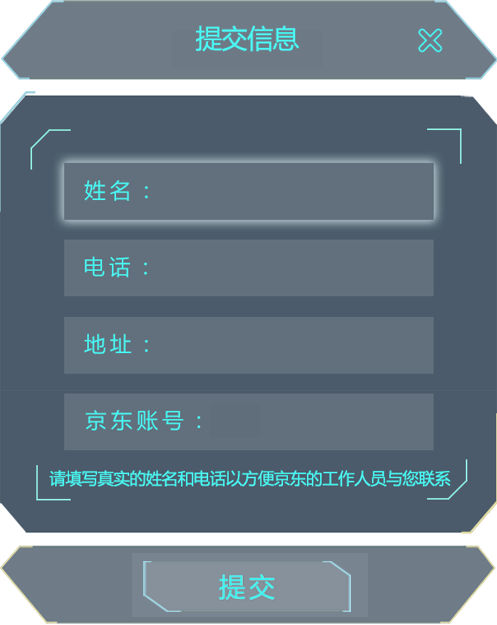 提交信息
姓名：
电话：
地址：
京东账号：
请填写真实的姓名和电话以方便京东的工作人员与您联系
提交